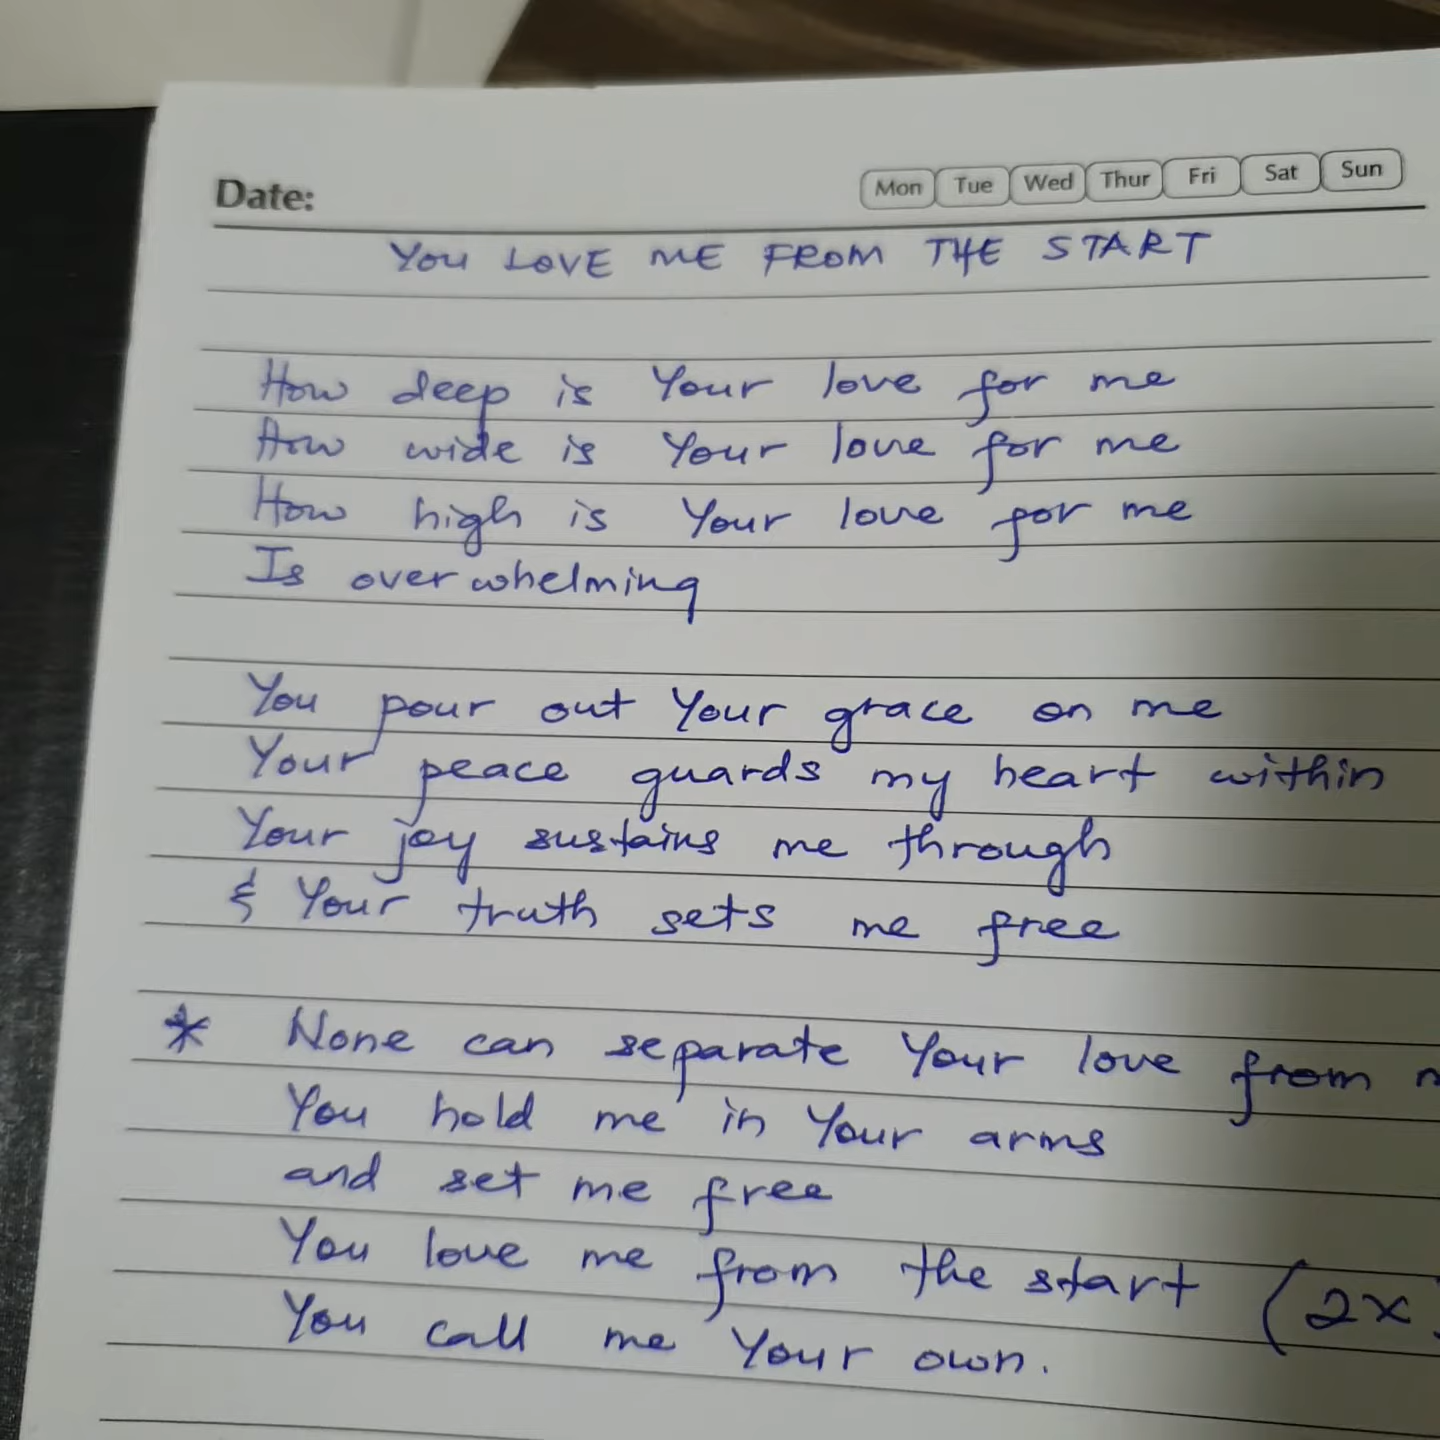 Date:
Mon Tue Wed Thur Fri Sat Sun
YOU LOVE ME FROM THE START
How deep is Your love for me
How wide is Your love for me
How high is Your love for me
Is overwhelming
You pour out Your grace on me
Your peace guards my heart within
Your joy sustains me through
& Your truth sets me free
* None can separate Your love from
You hold me in Your arms
and set me free
You love me from the start (2x)
You call me Your own.